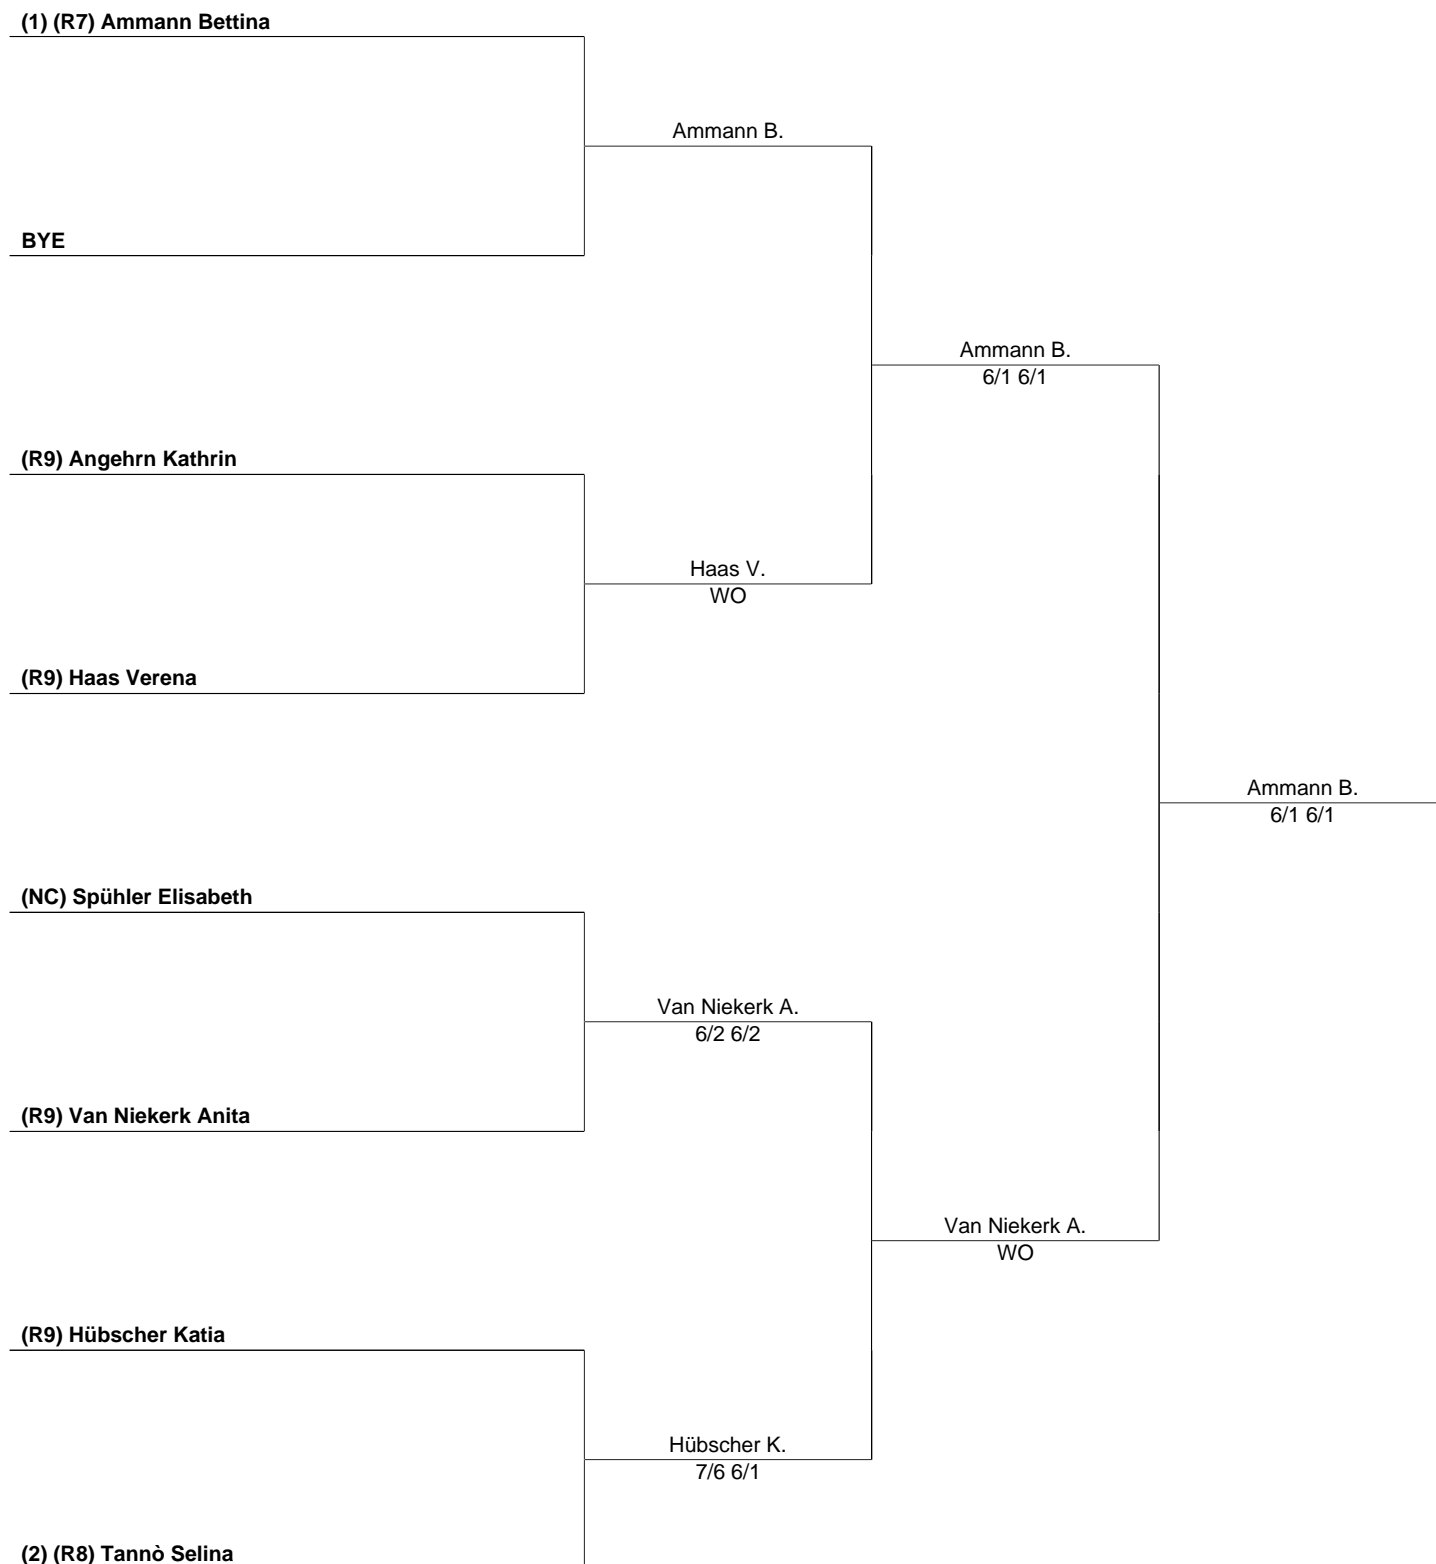 (1) (R7) Ammann Bettina
Ammann B.
BYE
Ammann B.
6/1 6/1
(R9) Angehrn Kathrin
Haas V.
WO
(R9) Haas Verena
Ammann B.
6/1 6/1
(NC) Spühler Elisabeth
Van Niekerk A.
6/2 6/2
(R9) Van Niekerk Anita
Van Niekerk A.
WO
(R9) Hübscher Katia
Hübscher K.
7/6 6/1
(2) (R8) Tannò Selina